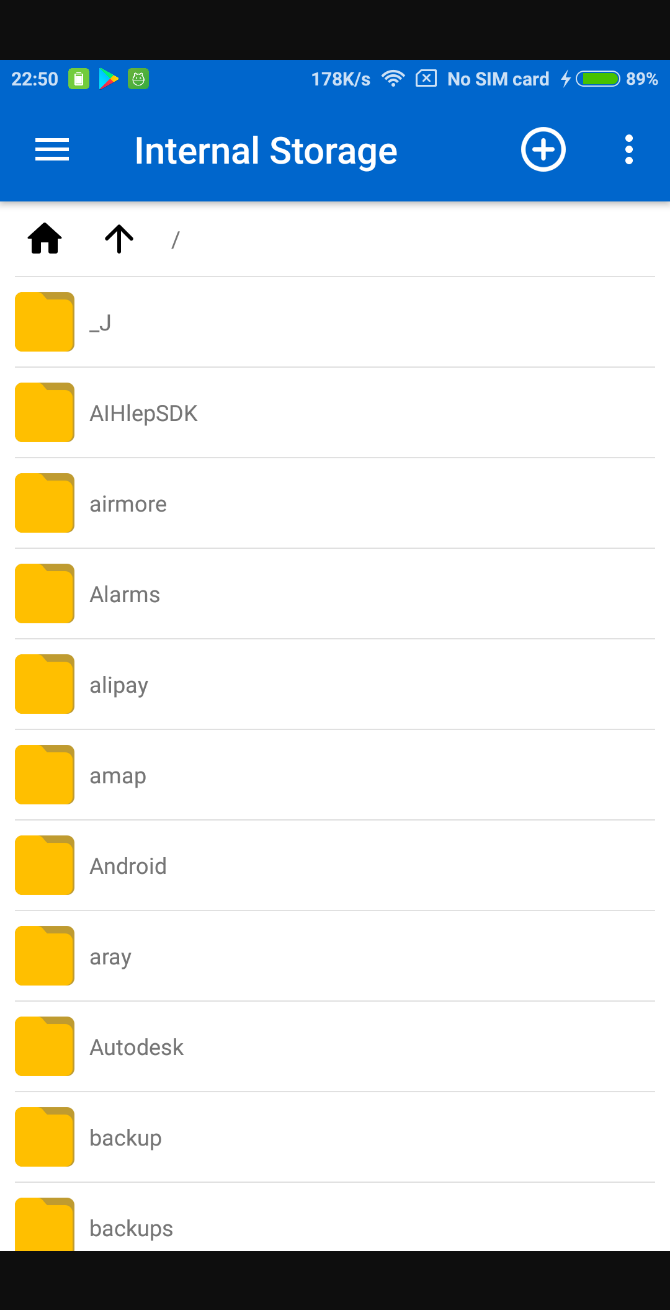 22:50 178K/s No SIM card 89%
Internal Storage
/
_J
AIHlepSDK
airmore
Alarms
alipay
amap
Android
aray
Autodesk
backup
backups